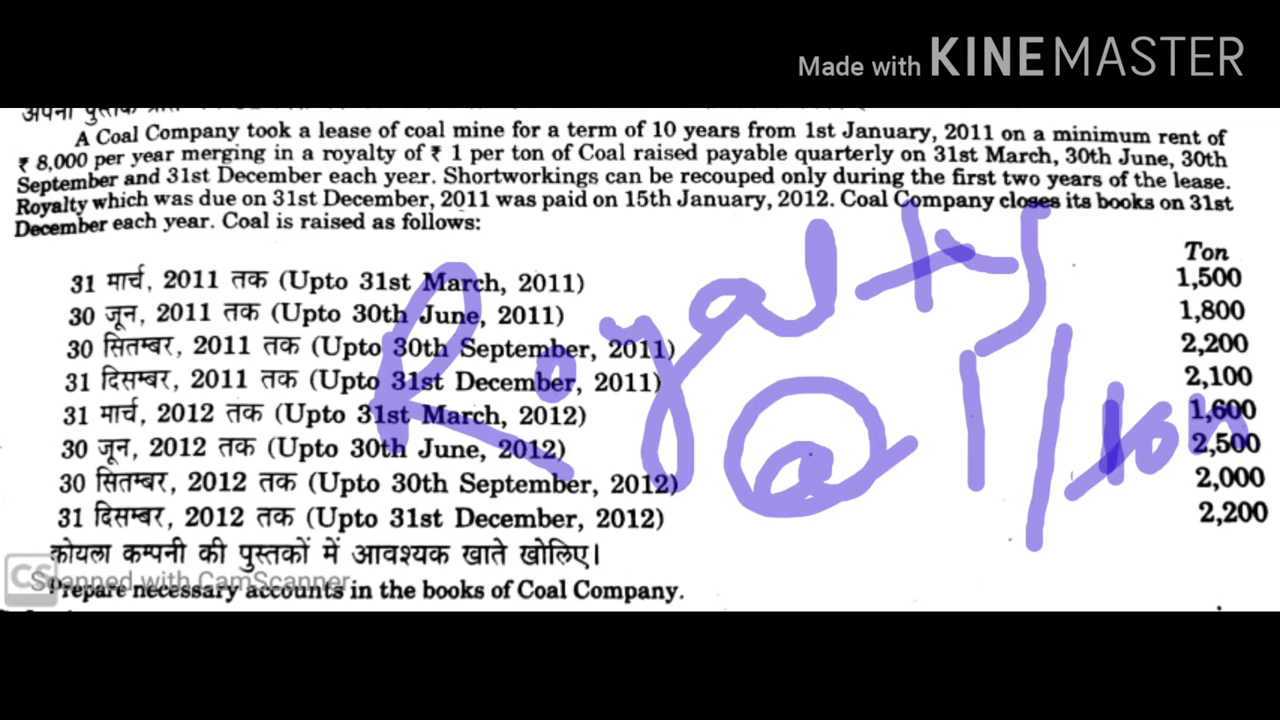 Made with KINEMASTER
A Coal Company took a lease of coal mine for a term of 10 years from 1st January, 2011 on a minimum rent of
₹ 8,000 per year merging in a royalty of ₹ 1 per ton of Coal raised payable quarterly on 31st March, 30th June, 30th
September and 31st December each year. Shortworkings can be recouped only during the first two years of the lease.
Royalty which was due on 31st December, 2011 was paid on 15th January, 2012. Coal Company closes its books on 31st
December each year. Coal is raised as follows:
Ton
31 मार्च, 2011 तक (Upto 31st March, 2011) 1,500
30 जून, 2011 तक (Upto 30th June, 2011) 1,800
30 सितम्बर, 2011 तक (Upto 30th September, 2011) 2,200
31 दिसम्बर, 2011 तक (Upto 31st December, 2011) 2,100
31 मार्च, 2012 तक (Upto 31st March, 2012) 1,600
30 जून, 2012 तक (Upto 30th June, 2012) 2,500
30 सितम्बर, 2012 तक (Upto 30th September, 2012) 2,000
31 दिसम्बर, 2012 तक (Upto 31st December, 2012) 2,200
Royalty
@ 1/ton
कोयला कम्पनी की पुस्तकों में आवश्यक खाते खोलिए।
CS Scanned with CamScanner
Prepare necessary accounts in the books of Coal Company.